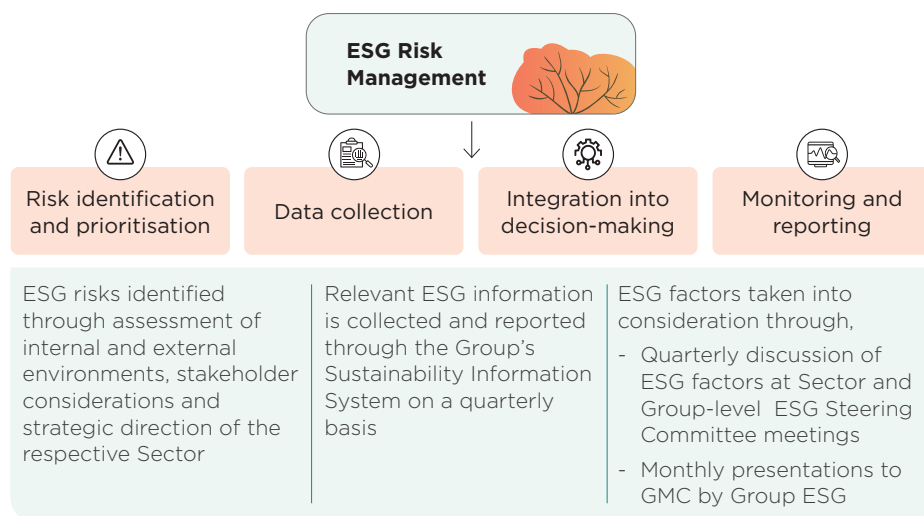 ESG Risk
Management
Risk identification
and prioritisation
Data collection
Integration into
decision-making
Monitoring and
reporting
ESG risks identified
through assessment of
internal and external
environments, stakeholder
considerations and
strategic direction of the
respective Sector
Relevant ESG information
is collected and reported
through the Group's
Sustainability Information
System on a quarterly
basis
ESG factors taken into
consideration through,
- Quarterly discussion of
ESG factors at Sector and
Group-level ESG Steering
Committee meetings
- Monthly presentations to
GMC by Group ESG